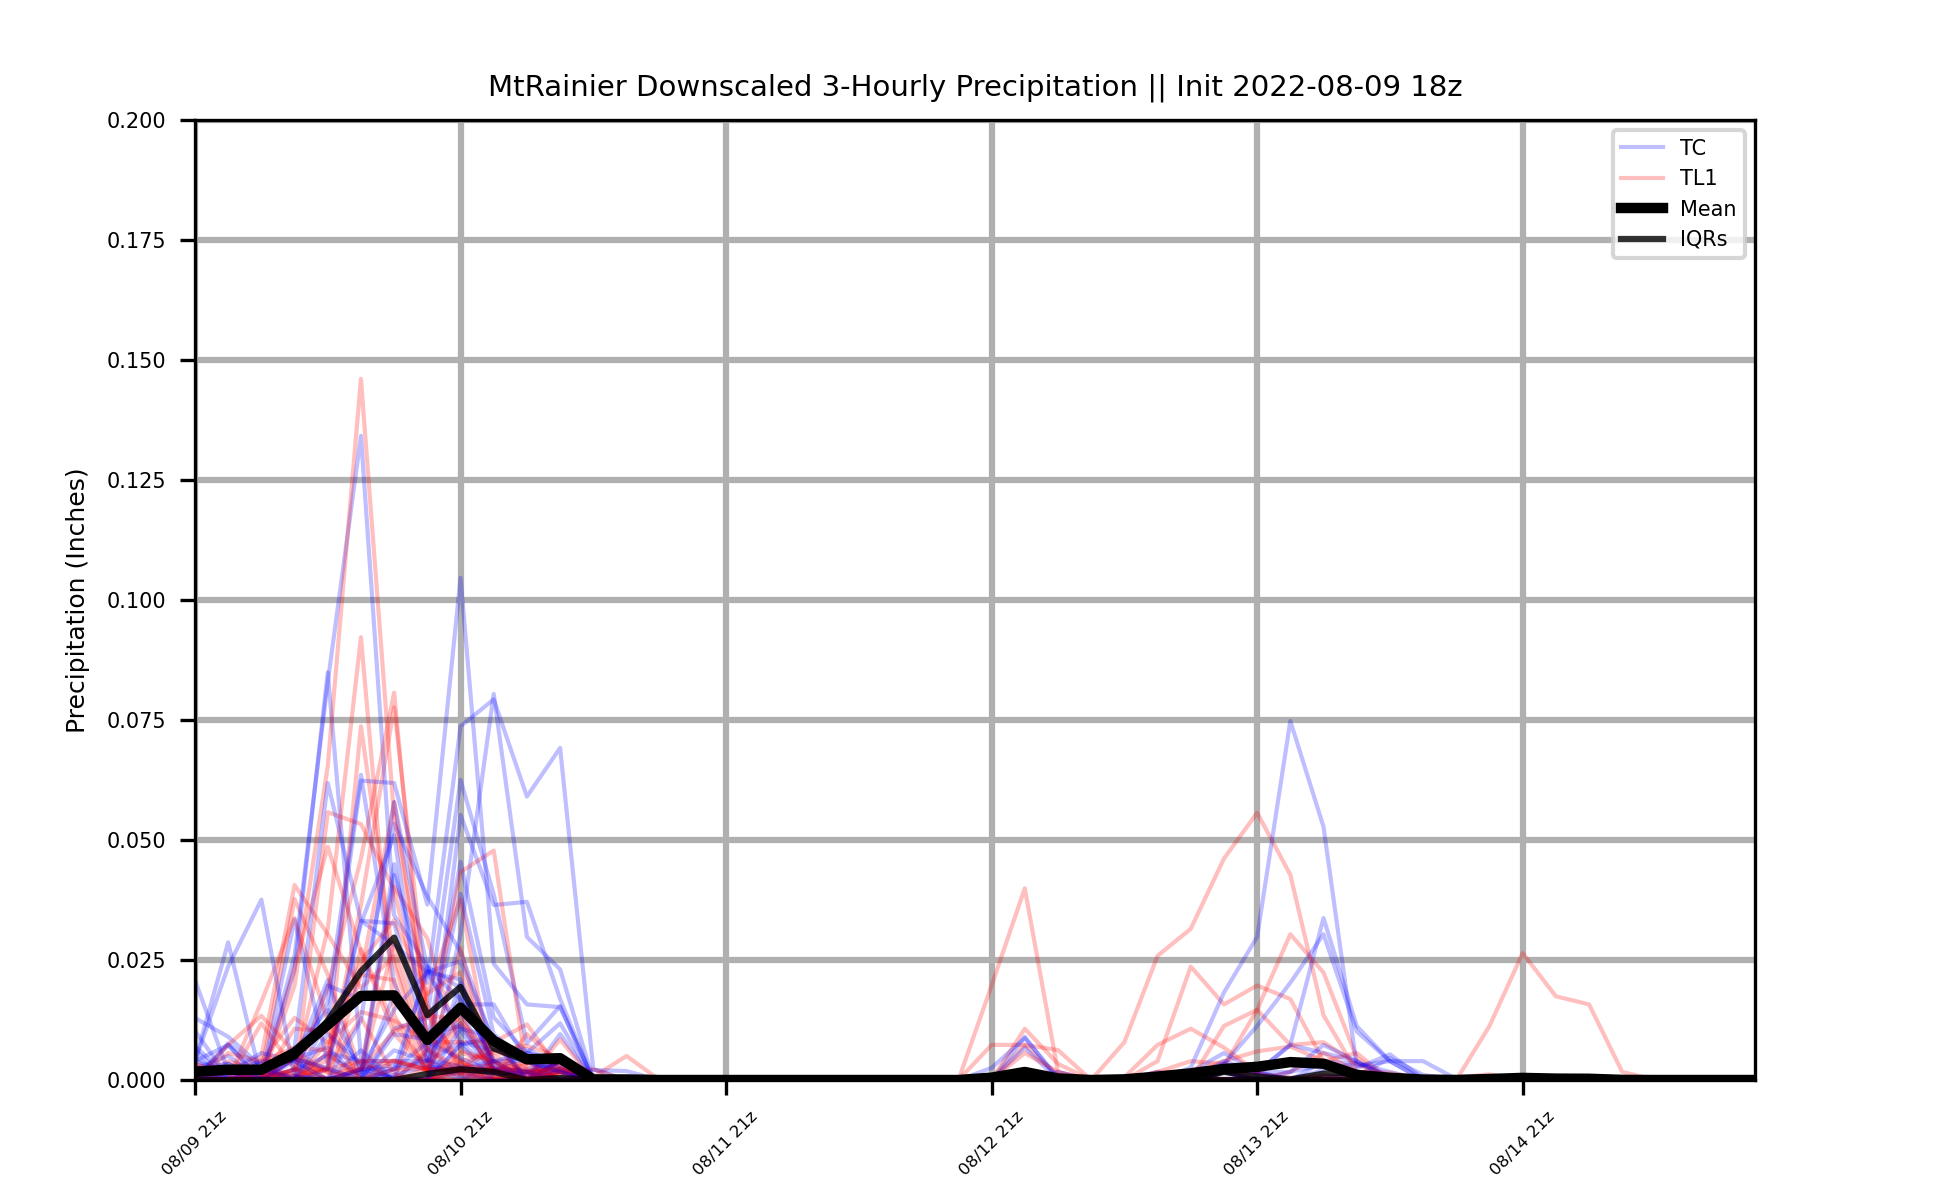 MtRainier Downscaled 3-Hourly Precipitation || Init 2022-08-09 18z
TC
TL1
Mean
IQRs
Precipitation (Inches)
0.200
0.175
0.150
0.125
0.100
0.075
0.050
0.025
0.000
08/09 21z
08/10 21z
08/11 21z
08/12 21z
08/13 21z
08/14 21z